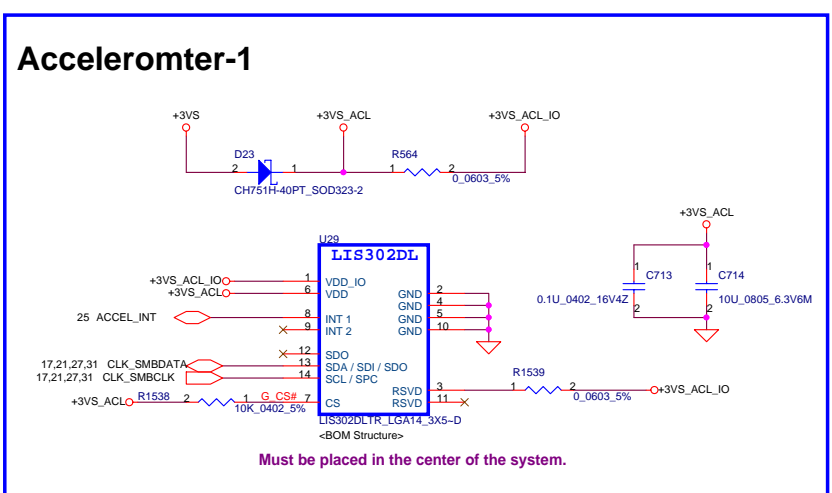 Acceleromter-1
+3VS
+3VS_ACL
+3VS_ACL_IO
D23
R564
2
1
1
2
0_0603_5%
CH751H-40PT_SOD323-2
+3VS_ACL
U29
LIS302DL
+3VS_ACL_IO
1
VDD_IO
+3VS_ACL
6
VDD
GND
2
GND
4
25 ACCEL_INT
8
INT 1
GND
5
9
INT 2
GND
10
12
SDO
17,21,27,31 CLK_SMBDATA
13
SDA / SDI / SDO
17,21,27,31 CLK_SMBCLK
14
SCL / SPC
RSVD
3
+3VS_ACL
R1538
2
1
G_CS#
7
CS
RSVD
11
10K_0402_5%
LIS302DLTR_LGA14_3X5~D
<BOM Structure>
1
C713
1
C714
0.1U_0402_16V4Z
10U_0805_6.3V6M
2
2
R1539
1
2
0_0603_5%
+3VS_ACL_IO
Must be placed in the center of the system.